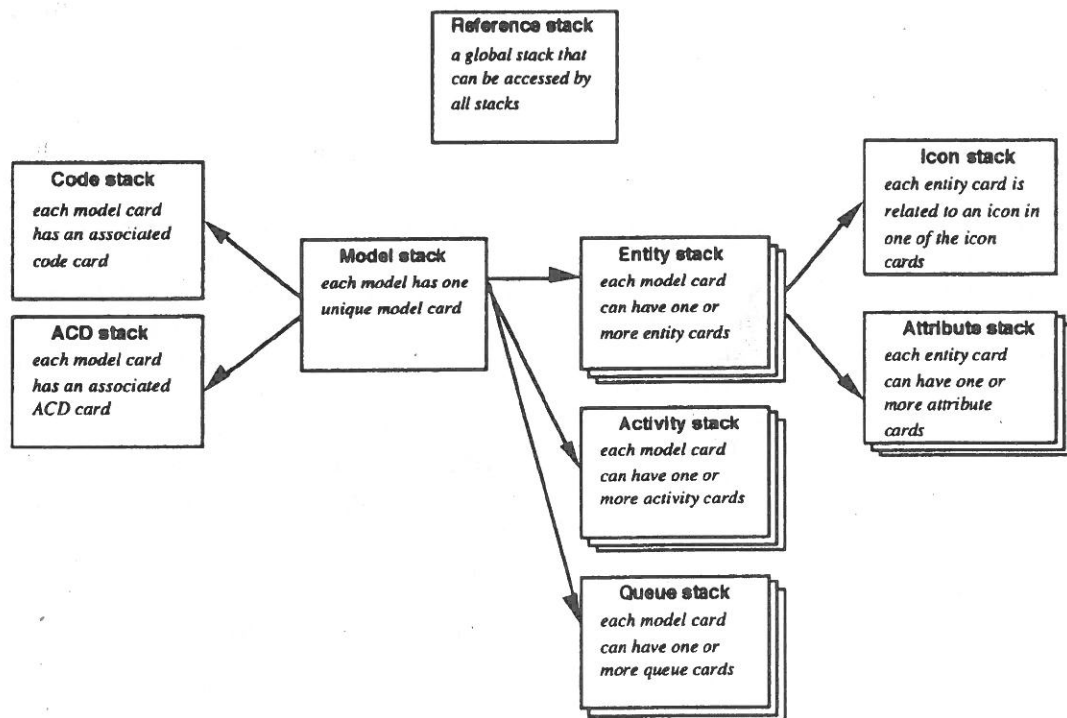 Reference stack
a global stack that
can be accessed by
all stacks
Code stack
each model card
has an associated
code card
ACD stack
each model card
has an associated
ACD card
Model stack
each model has one
unique model card
Entity stack
each model card
can have one or
more entity cards
Activity stack
each model card
can have one or
more activity cards
Queue stack
each model card
can have one or
more queue cards
Icon stack
each entity card is
related to an icon in
one of the icon
cards
Attribute stack
each entity card
can have one or
more attribute
cards